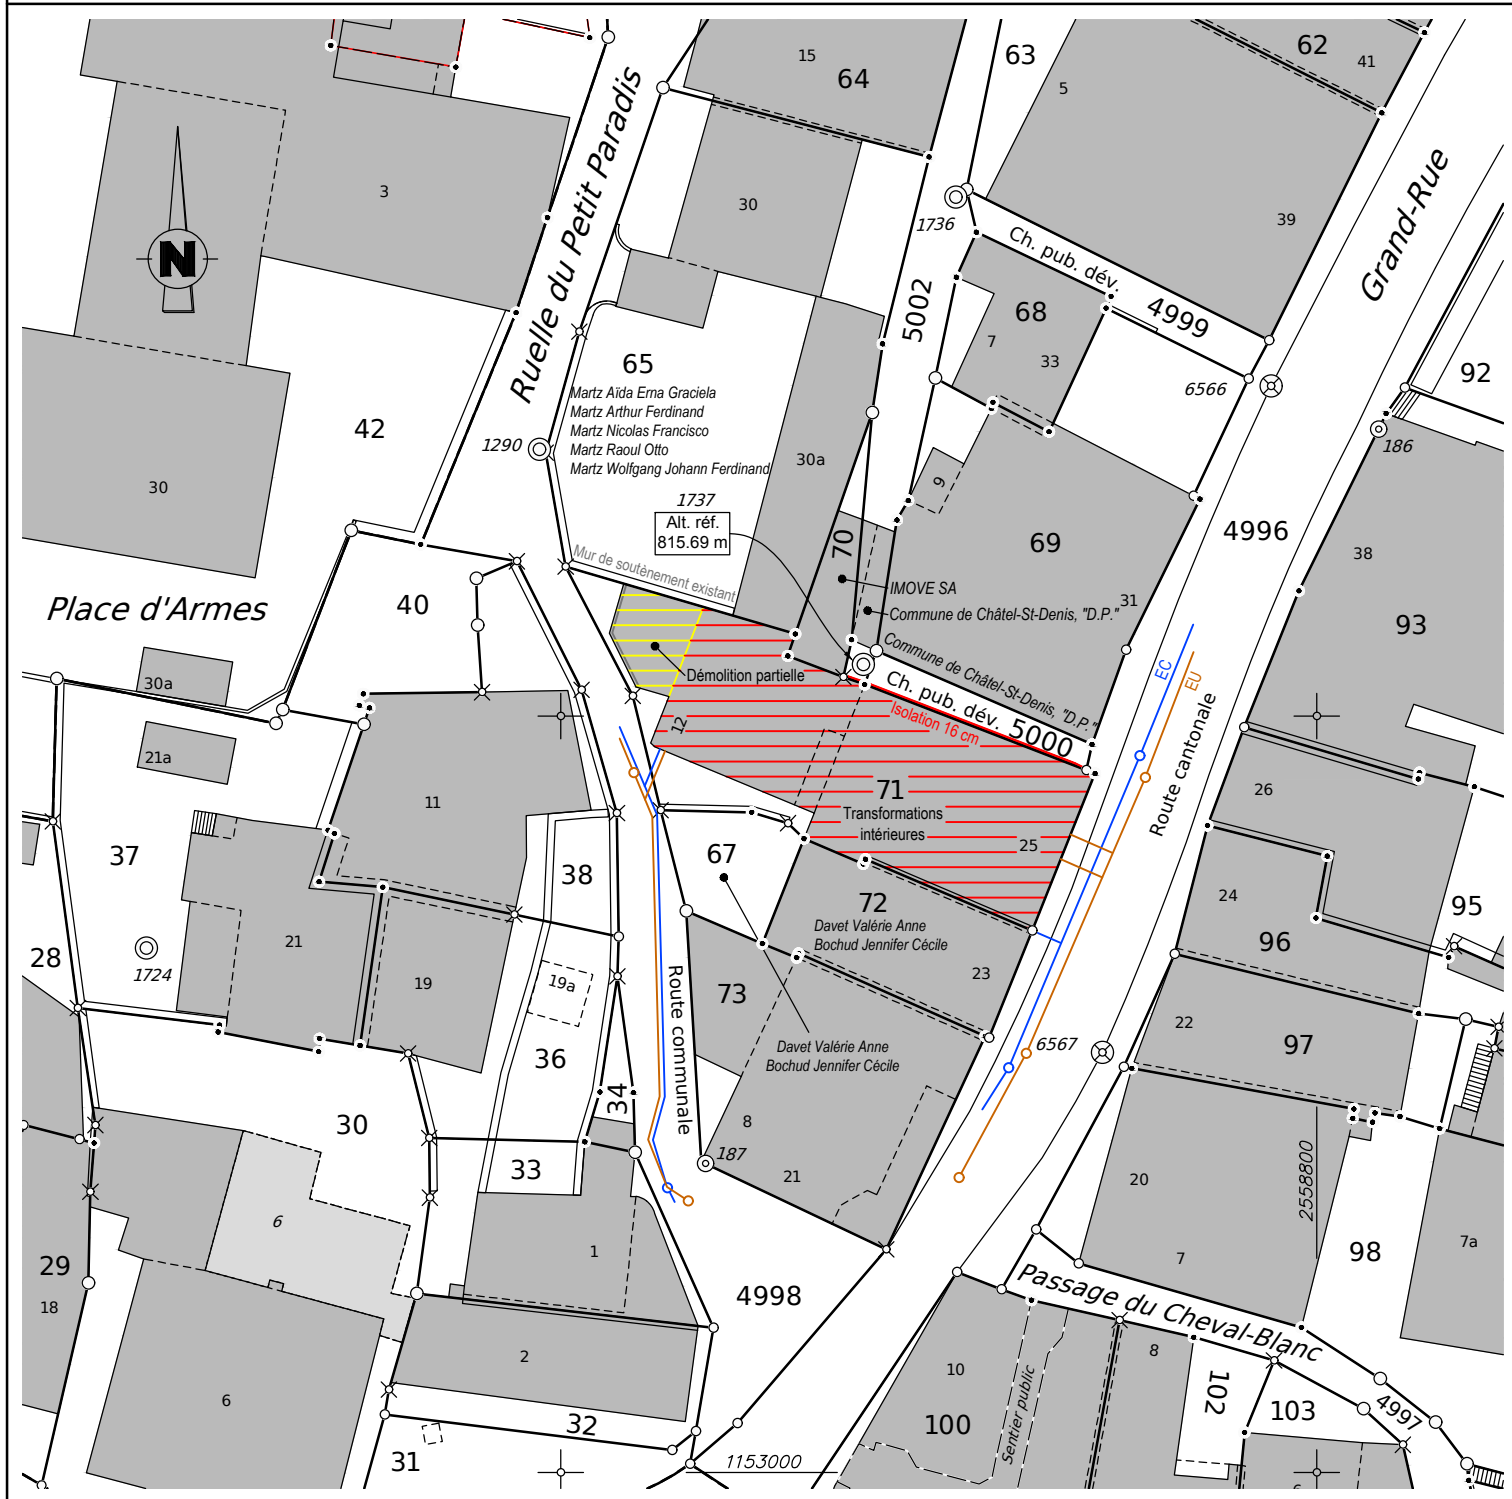 15
64
63
62
41
5
3
Ruelle du Petit Paradis
30
39
Grand-Rue
1736
Ch. pub. dév.
4999
N
5002
68
7
33
65
Martz Aïda Erna Graciela
Martz Arthur Ferdinand
Martz Nicolas Francisco
Martz Raoul Otto
Martz Wolfgang Johann Ferdinand
6566
92
42
1290
30a
186
30
9
1737
Alt. réf.
815.69 m
70
69
4996
38
Mur de soutènement existant
IMOVE SA
Commune de Châtel-St-Denis, "D.P."
31
Place d'Armes
40
93
Commune de Châtel-St-Denis, "D.P."
EC
EU
30a
Démolition partielle
Ch. pub. dév. 5000
Isolation 16 cm
12
Route cantonale
21a
11
71
Transformations
intérieures
26
25
37
67
38
72
Davet Valérie Anne
Bochud Jennifer Cécile
24
95
96
28
1724
21
19
19a
23
73
Route communale
22
97
6567
Davet Valérie Anne
Bochud Jennifer Cécile
36
34
30
8
187
33
21
20
2558800
6
1
29
18
4998
7
98
7a
Passage du Cheval-Blanc
2
8
10
102
6
32
100
Sentier public
103
4997
31
1153000
6